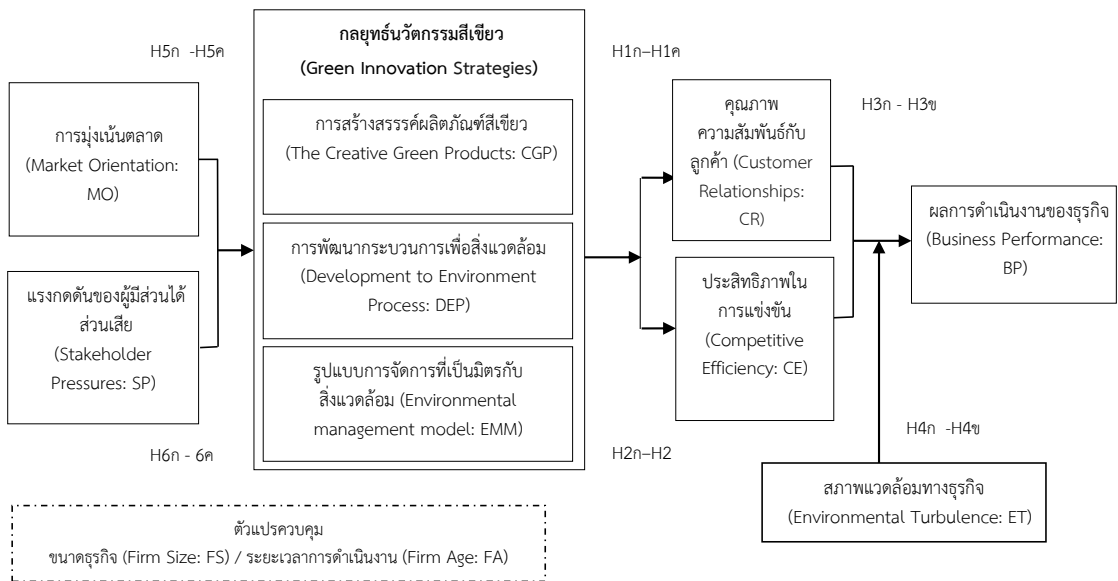 H5ก -H5ค
การมุ่งเน้นตลาด
(Market Orientation:
MO)
แรงกดดันของผู้มีส่วนได้
ส่วนเสีย
(Stakeholder
Pressures: SP)
H6ก - 6ค
กลยุทธ์นวัตกรรมสีเขียว
(Green Innovation Strategies)
การสร้างสรรรค์ผลิตภัณฑ์สีเขียว
(The Creative Green Products: CGP)
การพัฒนากระบวนการเพื่อสิ่งแวดล้อม
(Development to Environment
Process: DEP)
รูปแบบการจัดการที่เป็นมิตรกับ
สิ่งแวดล้อม (Environmental
management model: EMM)
H1ก–H1ค
คุณภาพ
ความสัมพันธ์กับ
ลูกค้า (Customer
Relationships:
CR)
ประสิทธิภาพใน
การแข่งขัน
(Competitive
Efficiency: CE)
H2ก–H2
H3ก - H3ข
ผลการดำเนินงานของธุรกิจ
(Business Performance:
BP)
H4ก -H4ข
สภาพแวดล้อมทางธุรกิจ
(Environmental Turbulence: ET)
ตัวแปรควบคุม
ขนาดธุรกิจ (Firm Size: FS) / ระยะเวลาการดำเนินงาน (Firm Age: FA)